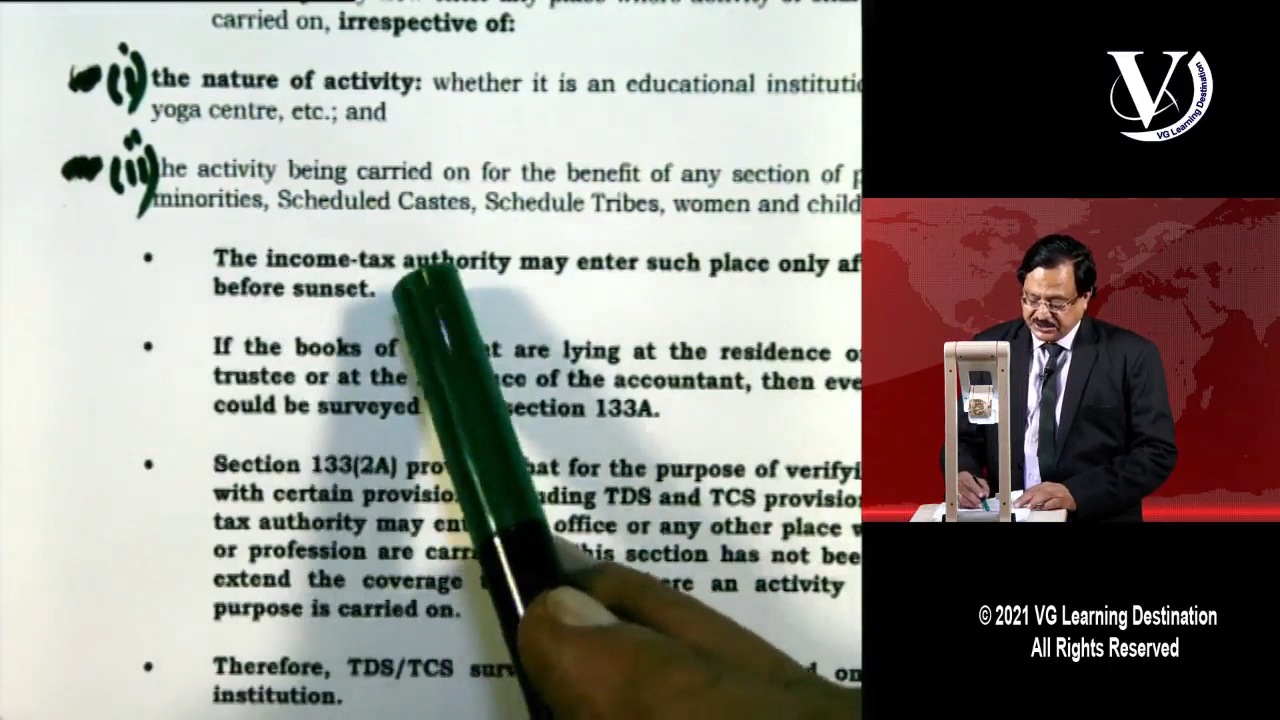 carried on, irrespective of:
(i) the nature of activity: whether it is an educational instituti
yoga centre, etc.; and
(ii) he activity being carried on for the benefit of any section of p
minorities, Scheduled Castes, Schedule Tribes, women and child
• The income-tax authority may enter such place only af
before sunset.
• If the books of t are lying at the residence o
trustee or at the ce of the accountant, then eve
could be surveyed section 133A.
• Section 133(2A) pro hat for the purpose of verifyi
with certain provisio ding TDS and TCS provisio
tax authority may en office or any other place w
or profession are carr his section has not bee
extend the coverage re an activity
purpose is carried on.
• Therefore, TDS/TCS surv d on
institution.
V
VG Learning Destination
© 2021 VG Learning Destination
All Rights Reserved